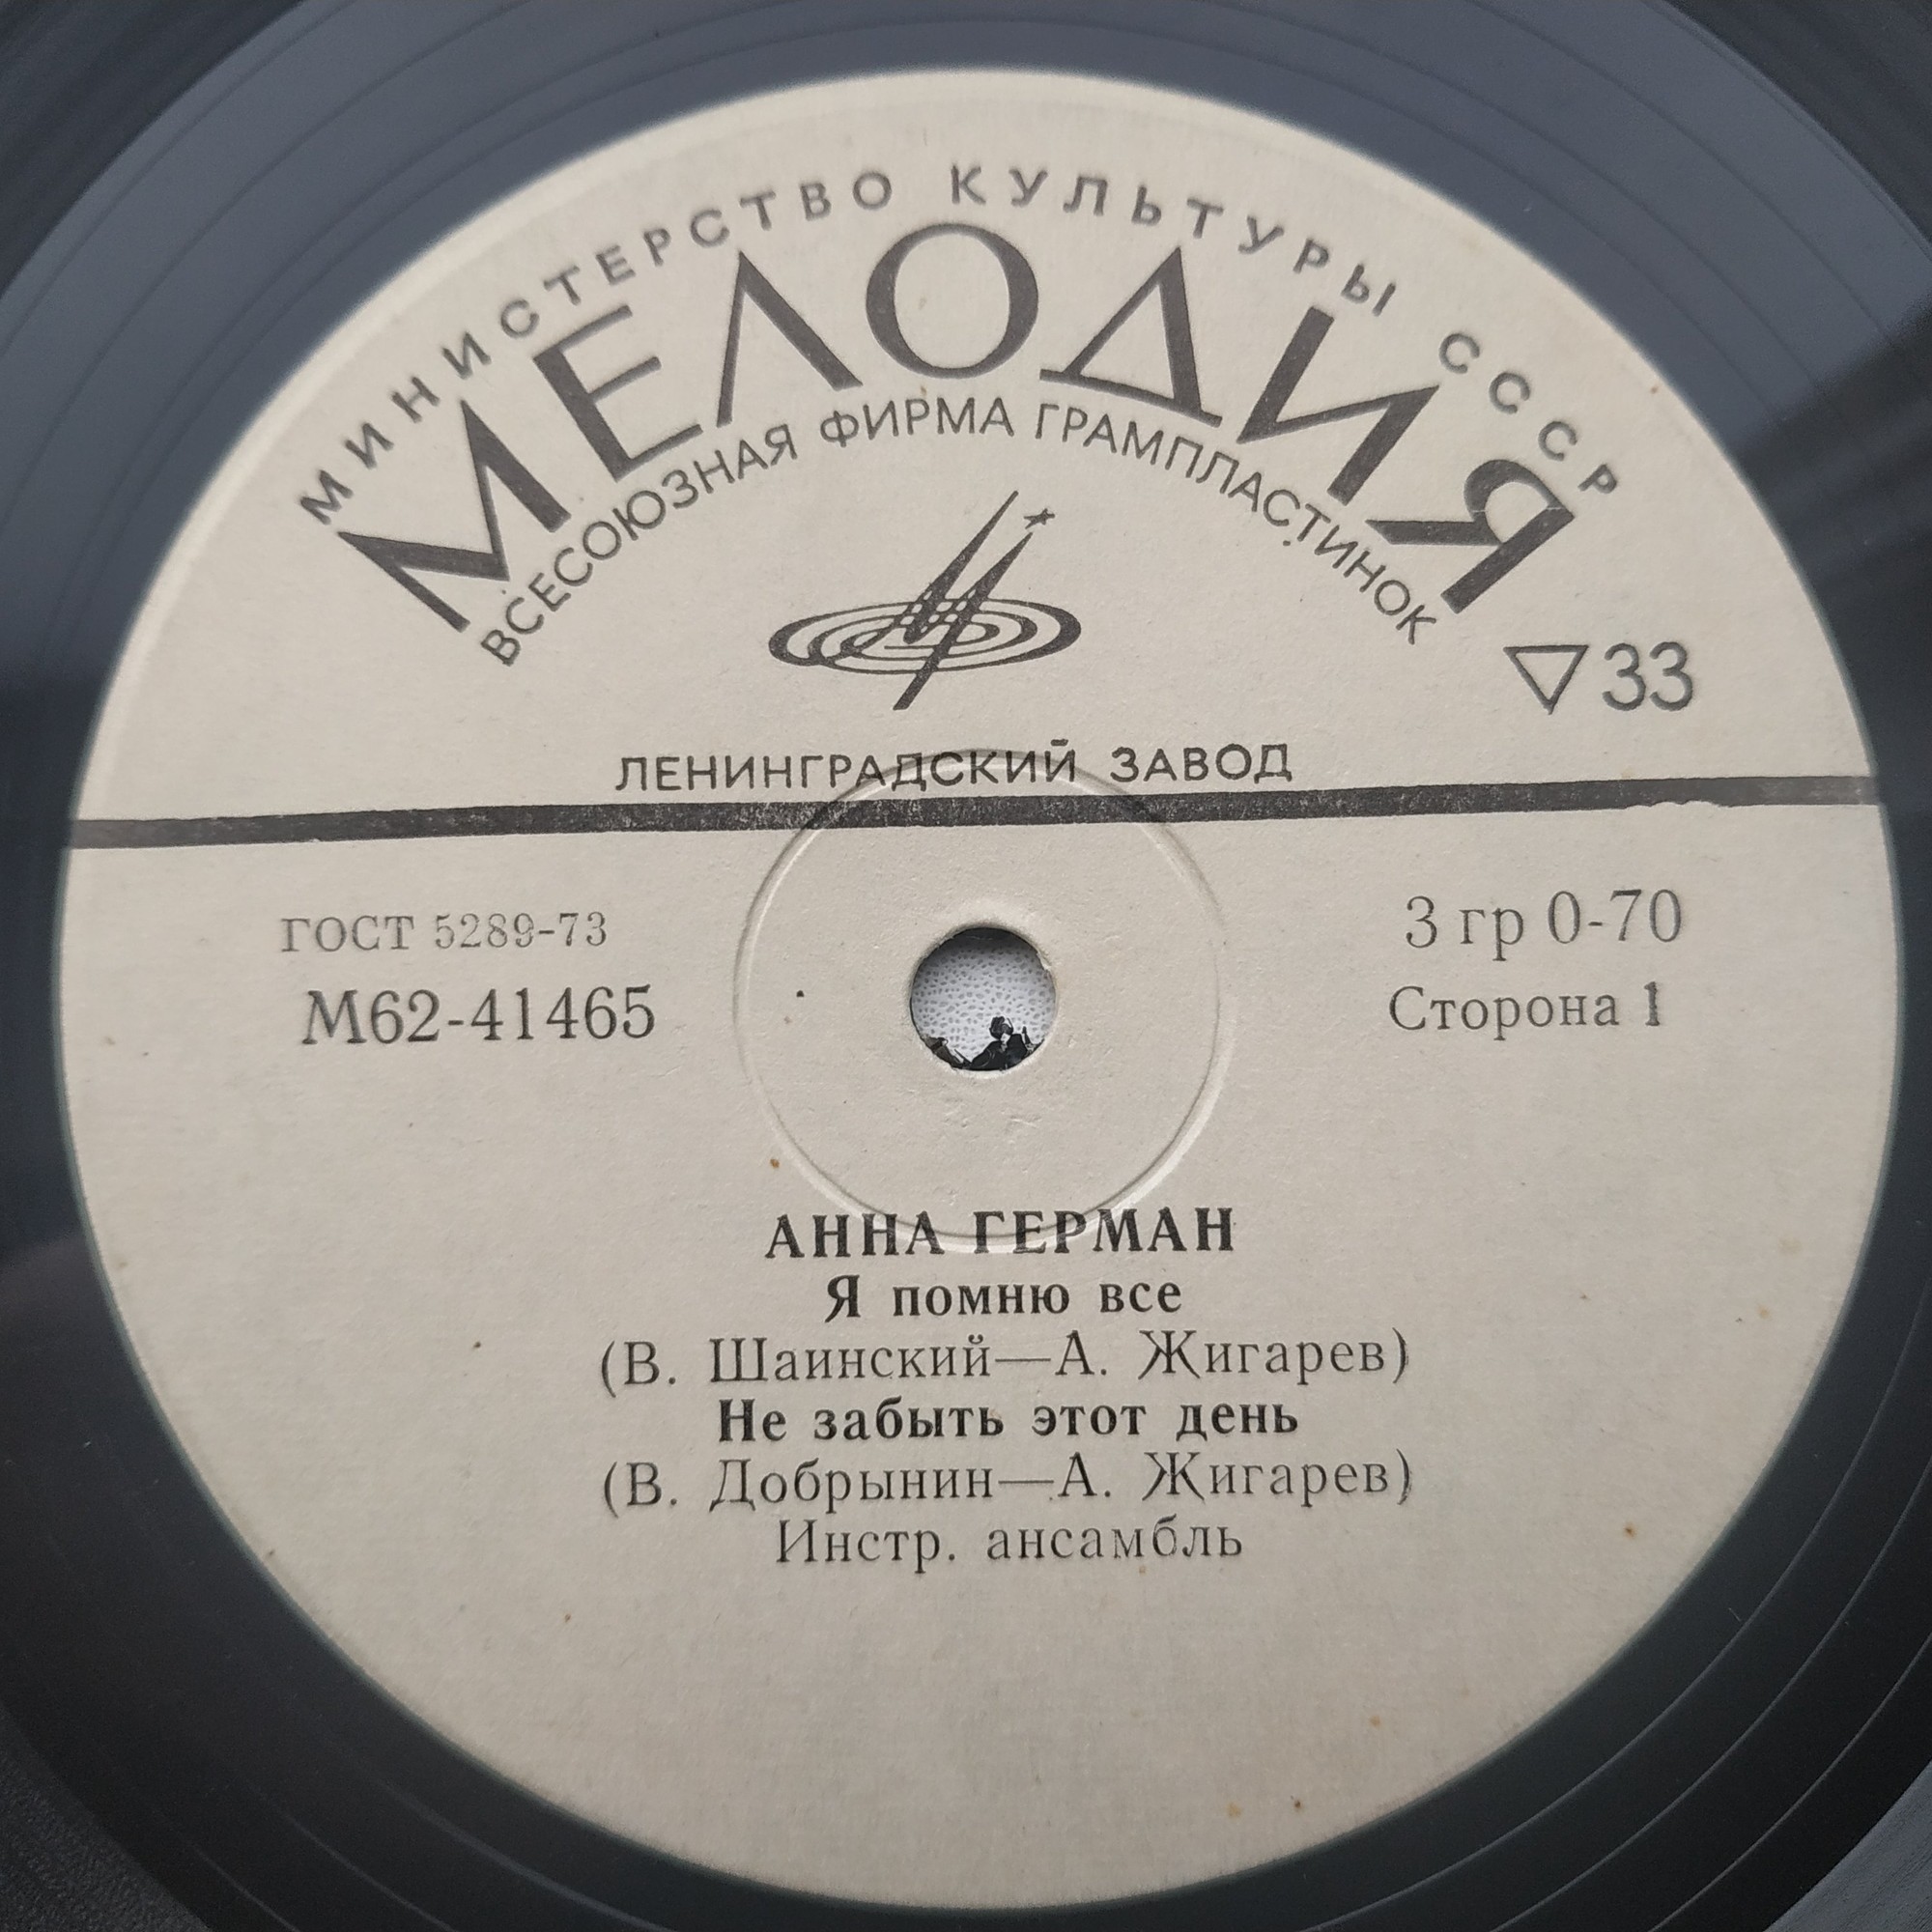 МИНИСТЕРСТВО КУЛЬТУРЫ СССР
МЕЛОДИЯ
ВСЕСОЮЗНАЯ ФИРМА ГРАМПЛАСТИНОК
▽33
ЛЕНИНГРАДСКИЙ ЗАВОД
ГОСТ 5289-73
3 гр 0-70
М62-41465
Сторона 1
АННА ГЕРМАН
Я помню все
(В. Шаинский—А. Жигарев)
Не забыть этот день
(В. Добрынин—А. Жигарев)
Инстр. ансамбль